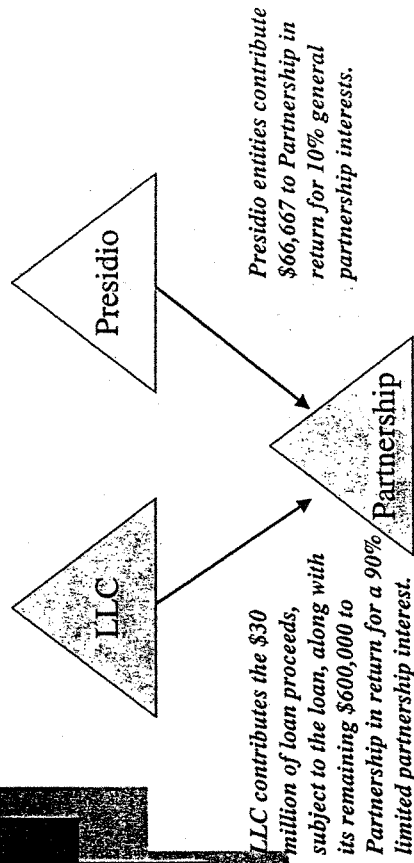 LLC
Presidio
Partnership
LLC contributes the $30
million of loan proceeds,
subject to the loan, along with
its remaining $600,000 to
Partnership in return for a 90%
limited partnership interest.
Presidio entities contribute
$66,667 to Partnership in
return for 10% general
partnership interests.